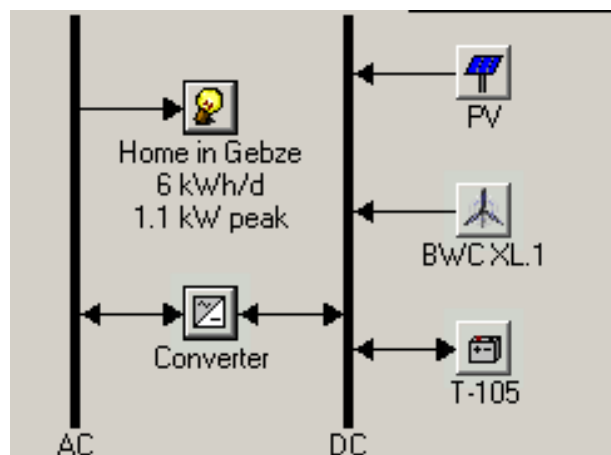 PV
Home in Gebze
6 kWh/d
1.1 kW peak
BWC XL.1
Converter
T-105
AC
DC